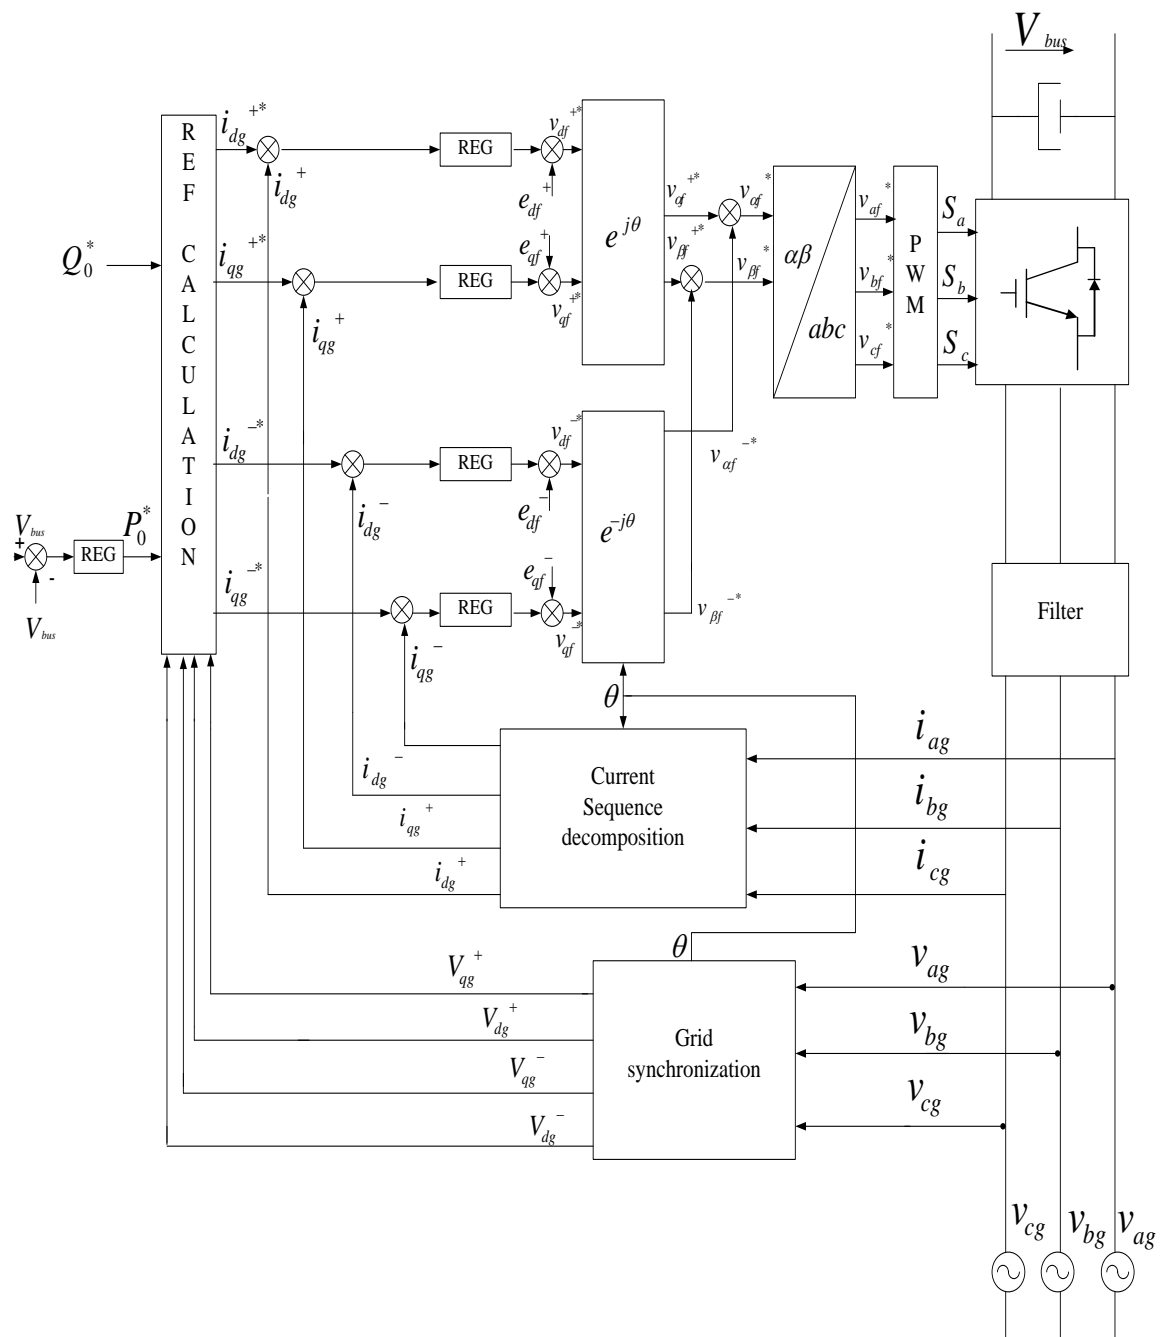 V_bus
i_dg^+*
R
E
F
C
A
L
C
U
L
A
T
I
O
N
REG
v_df^+*
i_dg^+
e_df^+
e^jθ
v_αf^+*
v_αf^*
v_af^*
S_a
Q_0^*
i_qg^+*
e_qf^+
REG
v_βf^+*
v_βf^*
αβ
abc
v_bf^*
P
W
M
S_b
v_qf^+*
i_qg^+
v_cf^*
S_c
i_dg^-*
REG
v_df^-*
v_αf^-*
i_dg^-
e_df^-
e^-jθ
V_bus
+
-
REG
P_0^*
V_bus
i_qg^-*
e_qf^-
REG
v_qf^-*
v_βf^-*
Filter
i_qg^-
θ
i_dg^-
i_qg^+
i_dg^+
Current
Sequence
decomposition
i_ag
i_bg
i_cg
θ
V_qg^+
V_dg^+
V_qg^-
V_dg^-
Grid
synchronization
v_ag
v_bg
v_cg
v_cg
v_bg
v_ag